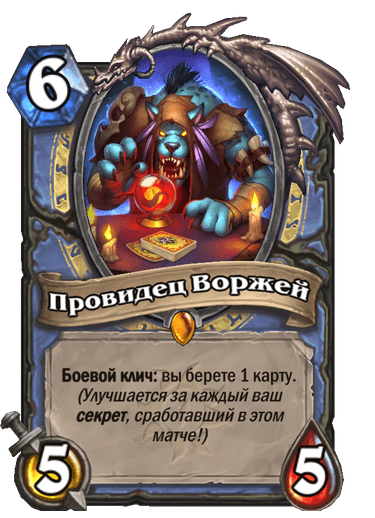 6
Провидец Воржей
Боевой клич: вы берете 1 карту.
(Улучшается за каждый ваш
секрет, сработавший в этом
матче!)
5
5